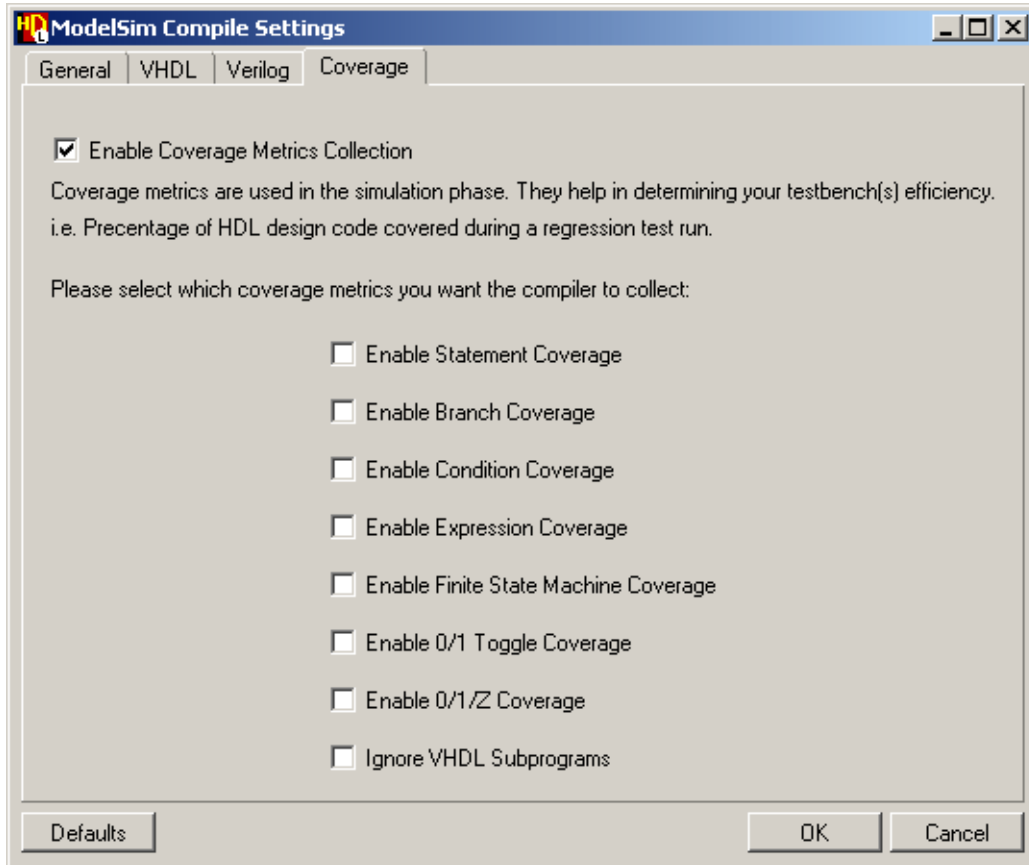 HDL ModelSim Compile Settings
General VHDL Verilog Coverage
Enable Coverage Metrics Collection
Coverage metrics are used in the simulation phase. They help in determining your testbench(s) efficiency.
i.e. Precentage of HDL design code covered during a regression test run.
Please select which coverage metrics you want the compiler to collect:
Enable Statement Coverage
Enable Branch Coverage
Enable Condition Coverage
Enable Expression Coverage
Enable Finite State Machine Coverage
Enable 0/1 Toggle Coverage
Enable 0/1/Z Coverage
Ignore VHDL Subprograms
Defaults OK Cancel